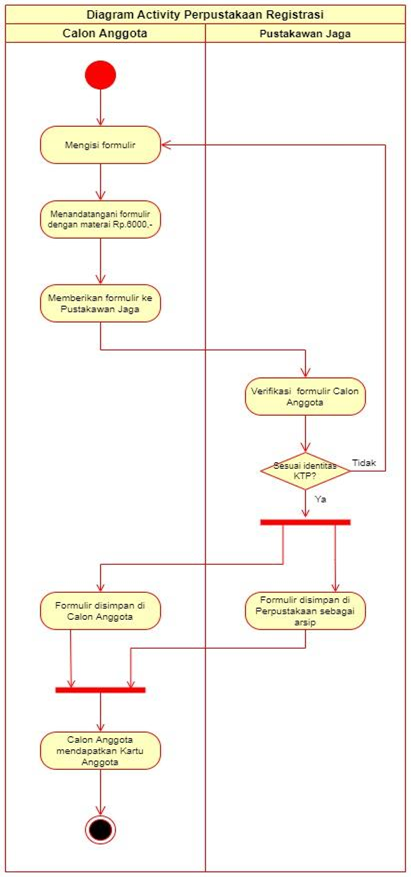 Diagram Activity Perpustakaan Registrasi
Calon Anggota
Pustakawan Jaga
Mengisi formulir
Menandatangani formulir
dengan materai Rp.6000,-
Memberikan formulir ke
Pustakawan Jaga
Verifikasi formulir Calon
Anggota
Sesuai identitas
KTP?
Tidak
Ya
Formulir disimpan di
Calon Anggota
Formulir disimpan di
Perpustakaan sebagai
arsip
Calon Anggota
mendapatkan Kartu
Anggota